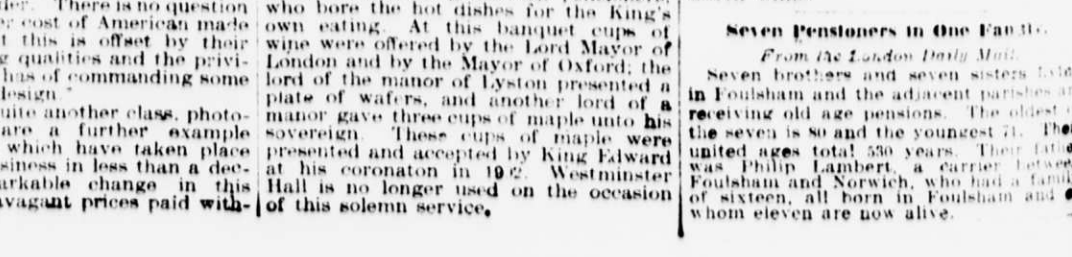 There is no question
cost of American made
this is offset by their
qualities and the privi-
has of commanding some
design."
another class, photo-
are a further example
which have taken place
in less than a dec-
change in this
prices paid with-
who bore the hot dishes for the King's
own eating. At this banquet cups of
wine were offered by the Lord Mayor of
London and by the Mayor of Oxford; the
lord of the manor of Lyston presented a
plate of wafers, and another lord of a
manor gave three cups of maple unto his
sovereign. These cups of maple were
presented and accepted by King Edward
at his coronaton in Westminster
Hall is no longer used on the occasion
of this solemn service.
Seven Pensioners in One
From the London Daily Mail.
Seven brothers and seven sisters
in Foulsham and the adjacent parishes
receiving old age pensions. The oldest
the seven is 80 and the youngest 71.
united ages total 530 years. Their
was Philip Lambert, a carrier
Foulsham and Norwich, who had a
of sixteen, all born in Foulsham and
whom eleven are now alive.